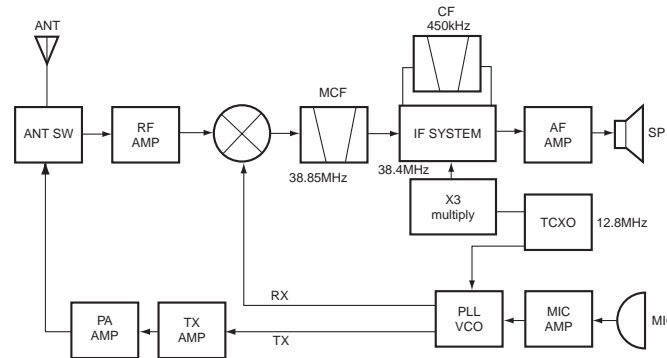 ANT
CF
450kHz
MCF
ANT SW
RF
AMP
IF SYSTEM
AF
AMP
SP
38.85MHz
38.4MHz
X3
multiply
TCXO
12.8MHz
RX
PA
AMP
TX
AMP
TX
PLL
VCO
MIC
AMP